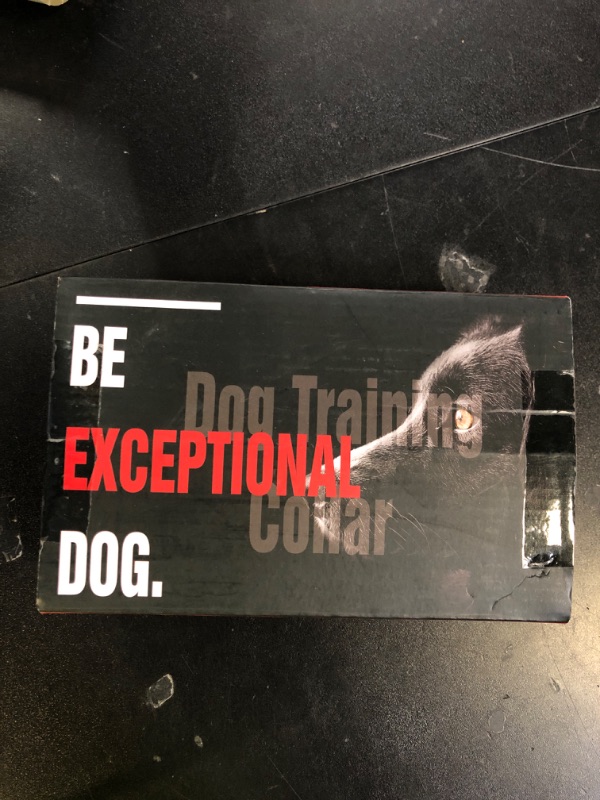 BE
Dog Training
EXCEPTIONAL
Collar
DOG.